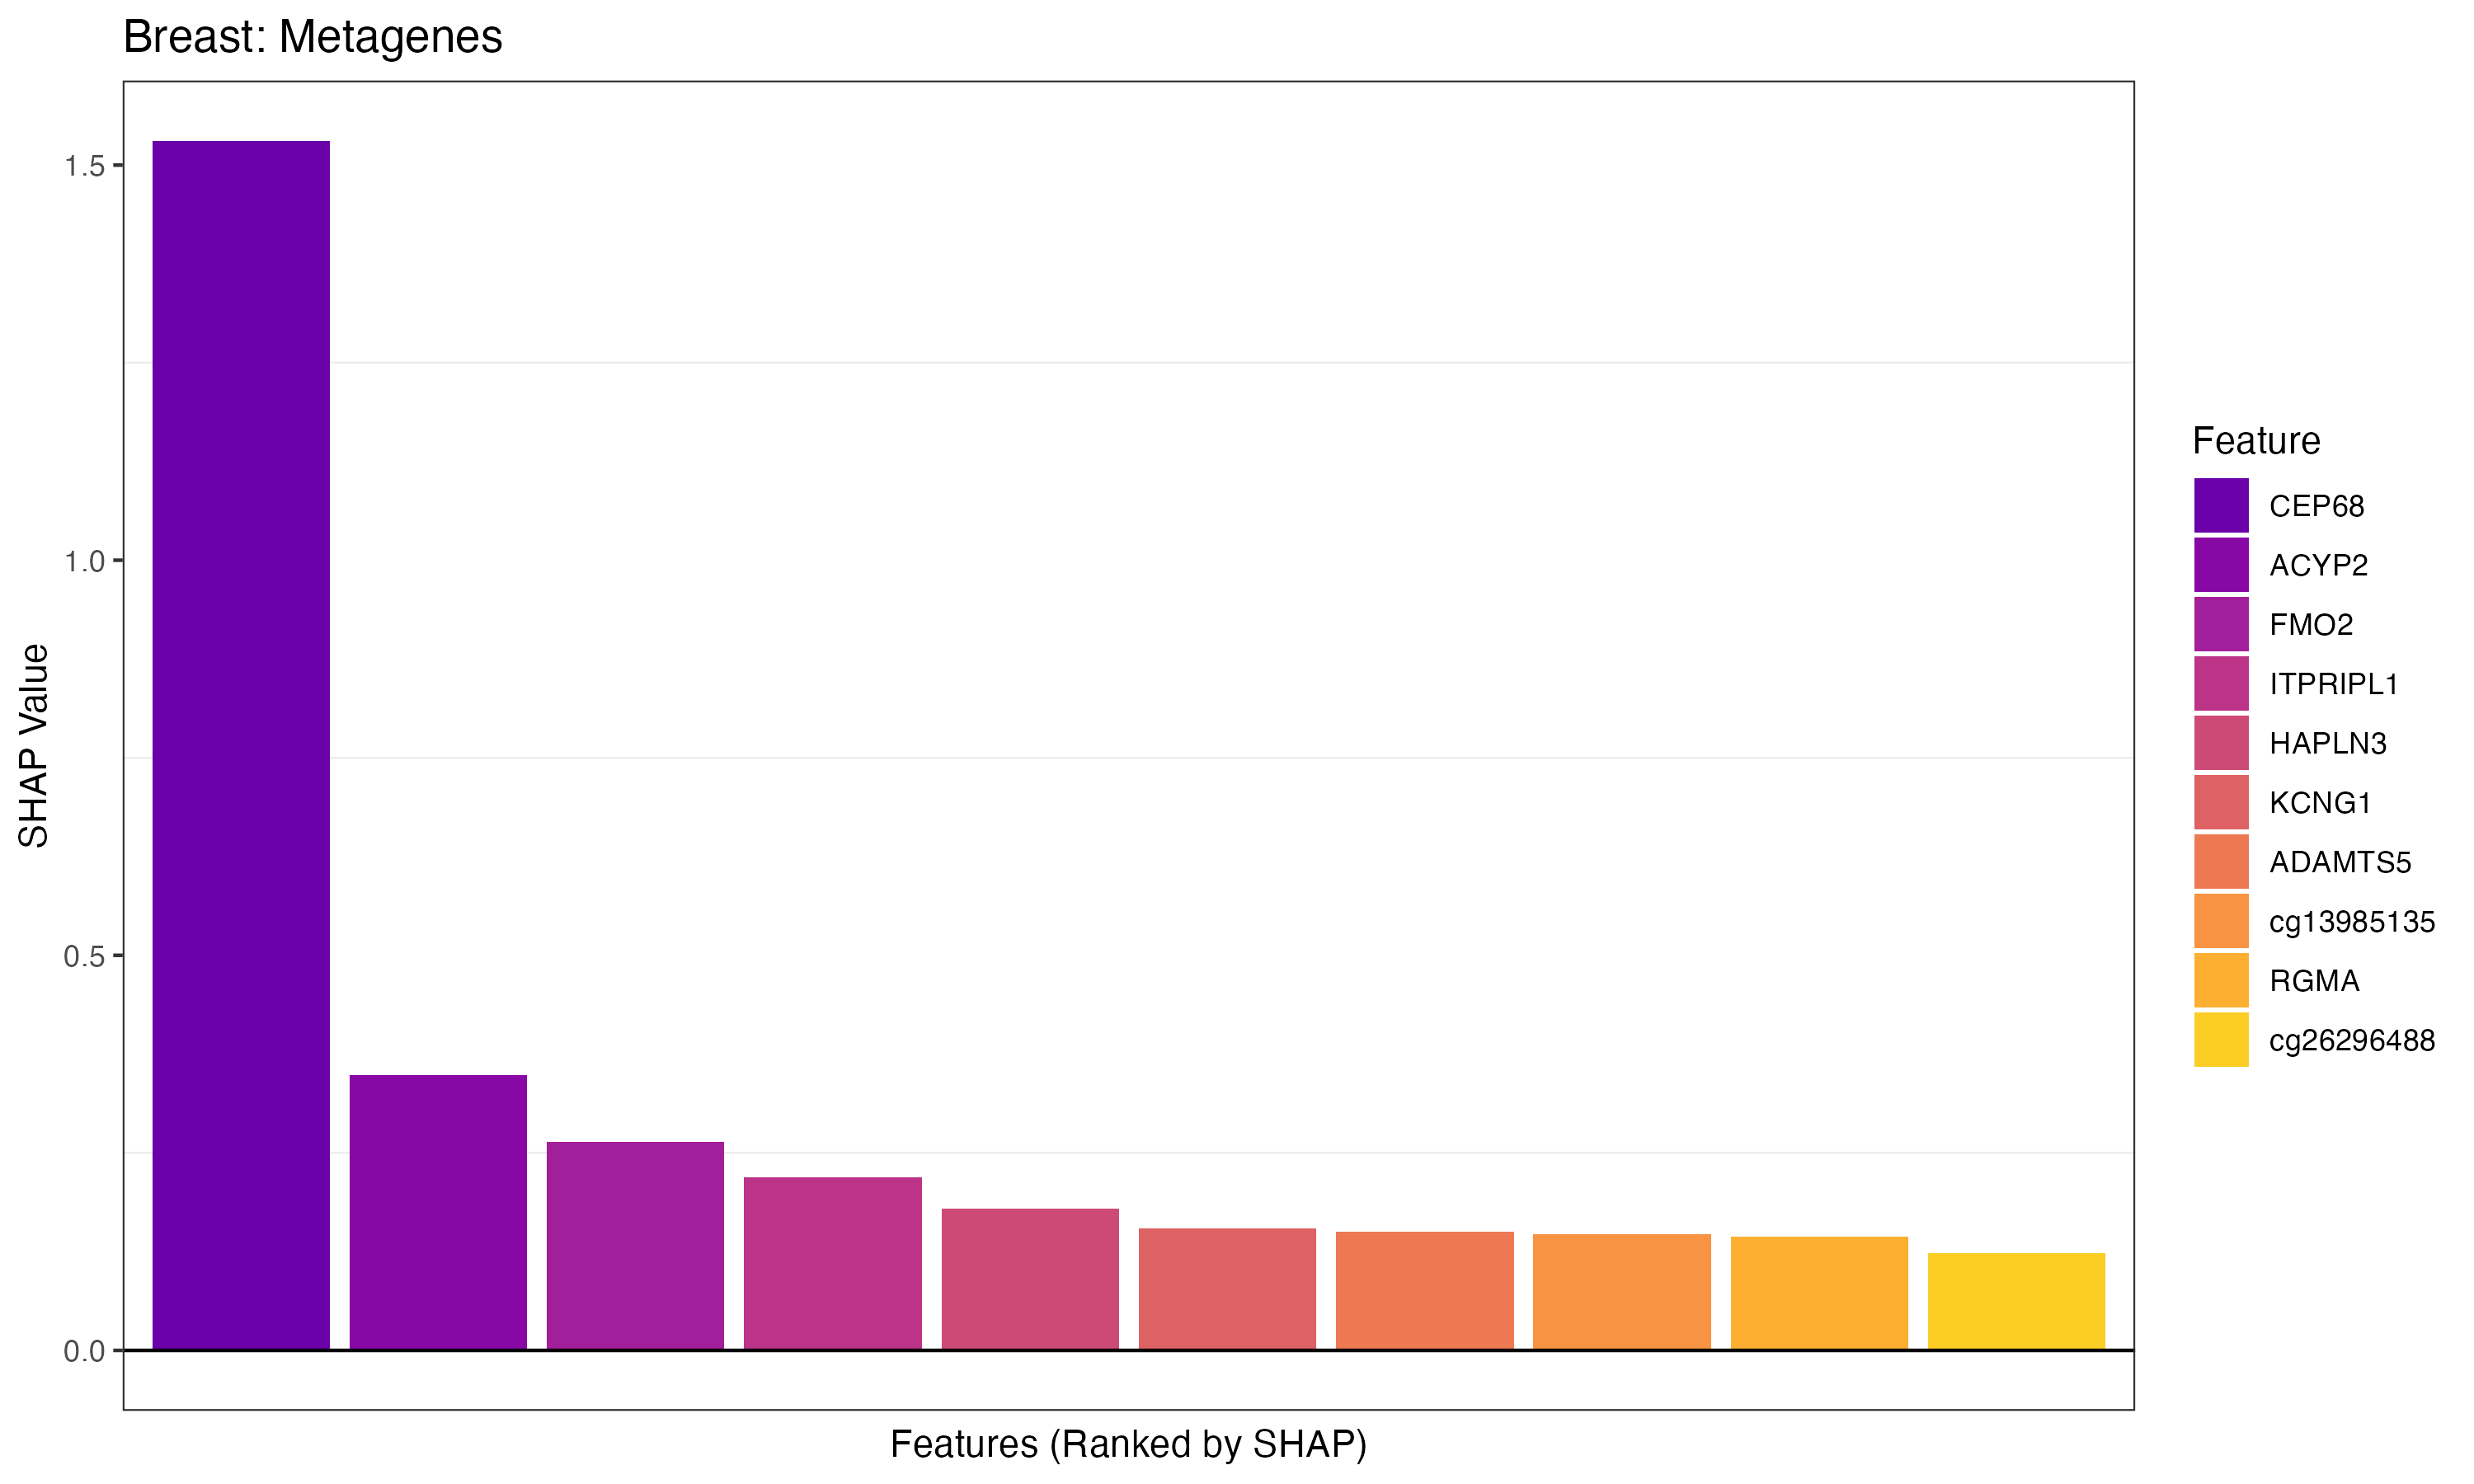 Breast: Metagenes
SHAP Value
1.5
1.0
0.5
0.0
Features (Ranked by SHAP)
Feature
CEP68
ACYP2
FMO2
ITPRIPL1
HAPLN3
KCNG1
ADAMTS5
cg13985135
RGMA
cg26296488